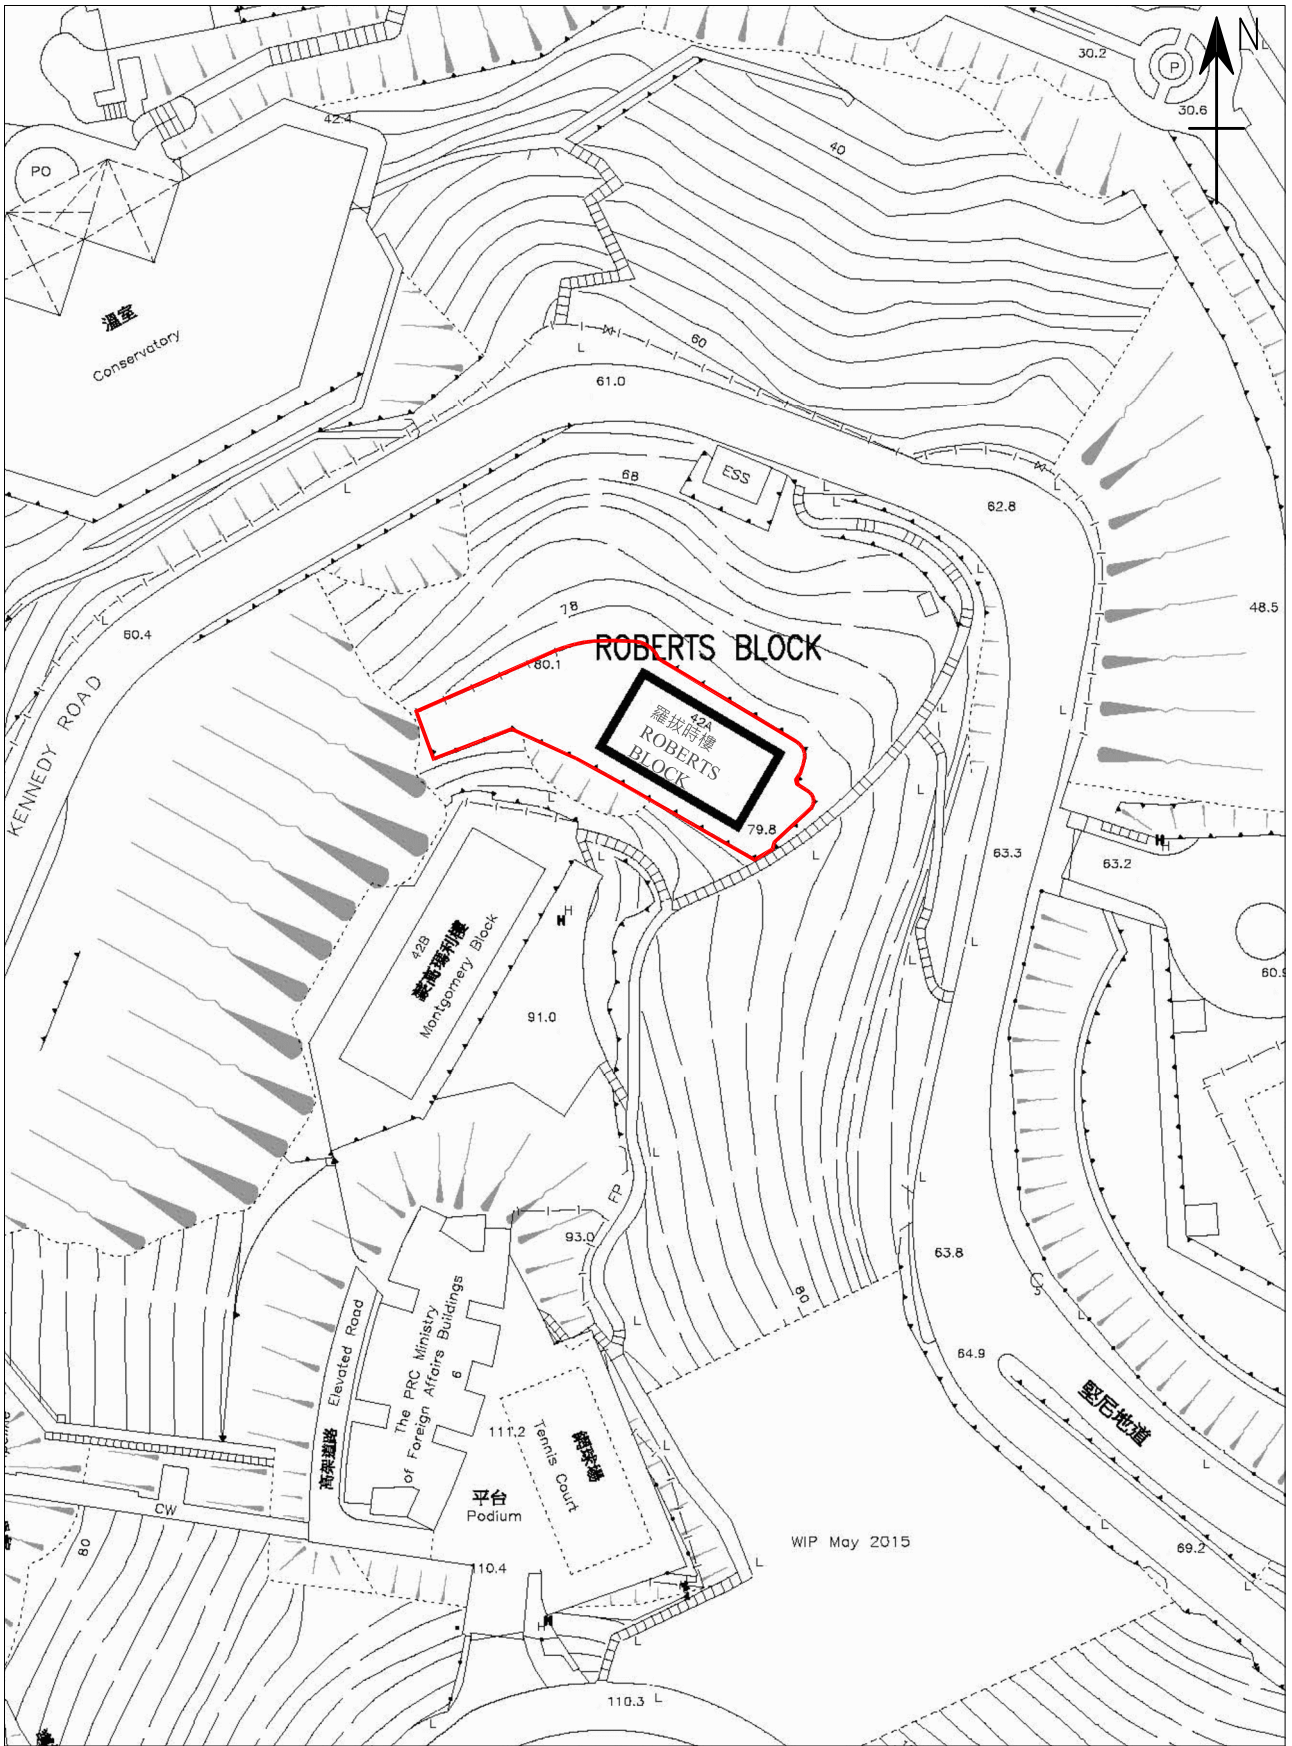 N
30.2
P
30.6
42.4
PO
40
溫室
Conservatory
60
61.0
ESS
68
62.8
48.5
78
60.4
ROBERTS BLOCK
80.1
KENNEDY ROAD
42A
羅拔時樓
ROBERTS
BLOCK
79.8
63.3
63.2
H
42B
蒙高瑪利樓
Montgomery Block
H
91.0
60.9
FP
93.0
63.8
80
64.9
堅尼地道
高架道路 Elevated Road
The PRC Ministry
of Foreign Affairs Buildings
6
111.2
網球場
Tennis Court
平台
Podium
CW
80
WIP May 2015
69.2
110.4
H
110.3